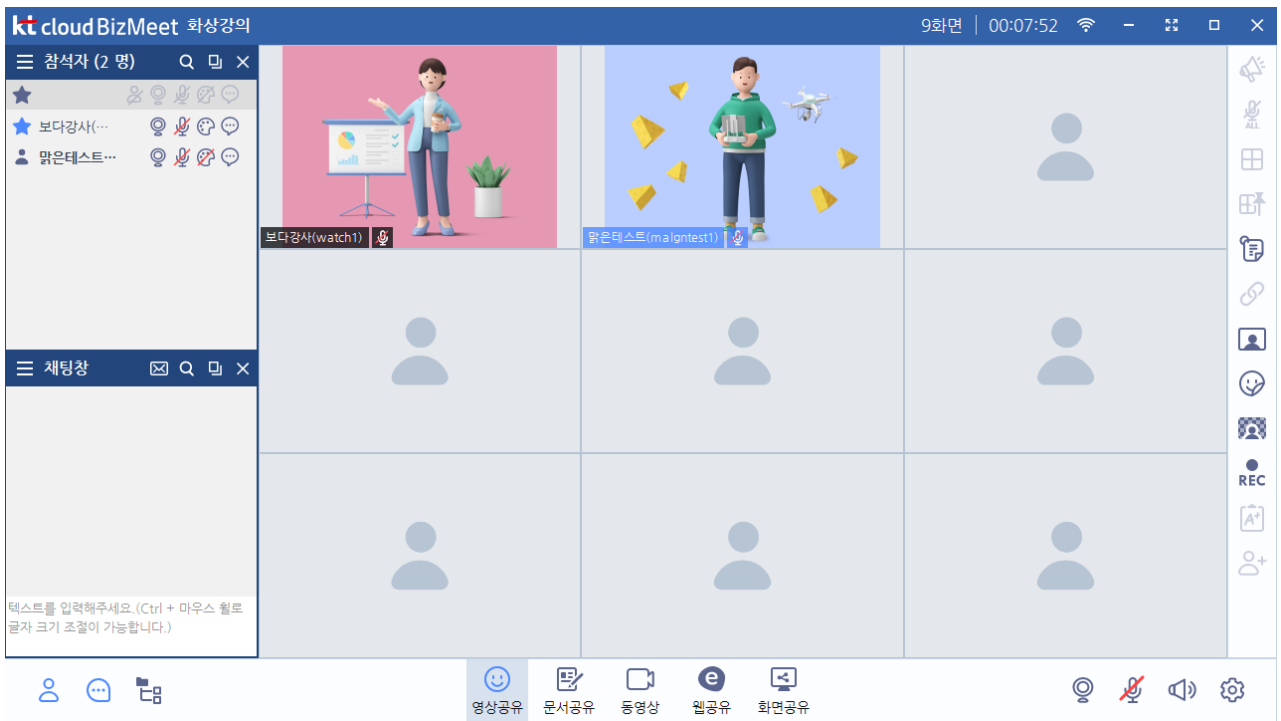 kt cloud BizMeet 화상강의
9화면 00:07:52
참석자 (2 명)
보다강사(···
맑은테스트···
보다강사(watch1)
맑은테스트(malgntest1)
ALL
채팅창
REC
A+
텍스트를 입력해주세요.(Ctrl + 마우스 휠로
글자 크기 조절이 가능합니다.)
영상공유 문서공유 동영상 웹공유 화면공유